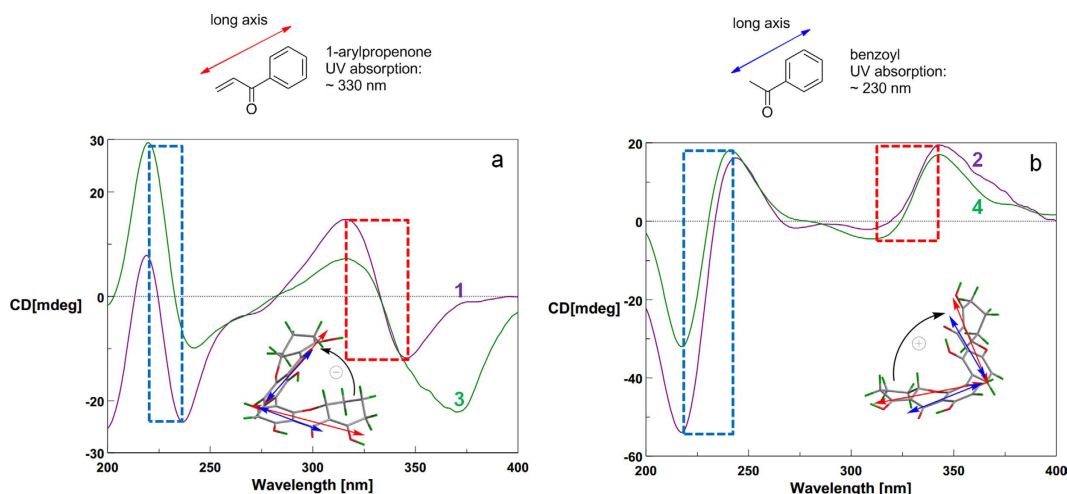 long axis
1-arylpropenone
UV absorption:
~ 330 nm
O
long axis
benzoyl
UV absorption:
~ 230 nm
O
a
30
20
10
0
-10
-20
-30
CD[mdeg]
1
3
−
200
250
300
350
400
Wavelength [nm]
b
20
0
-20
-40
-60
CD[mdeg]
2
4
+
200
250
300
350
400
Wavelength [nm]